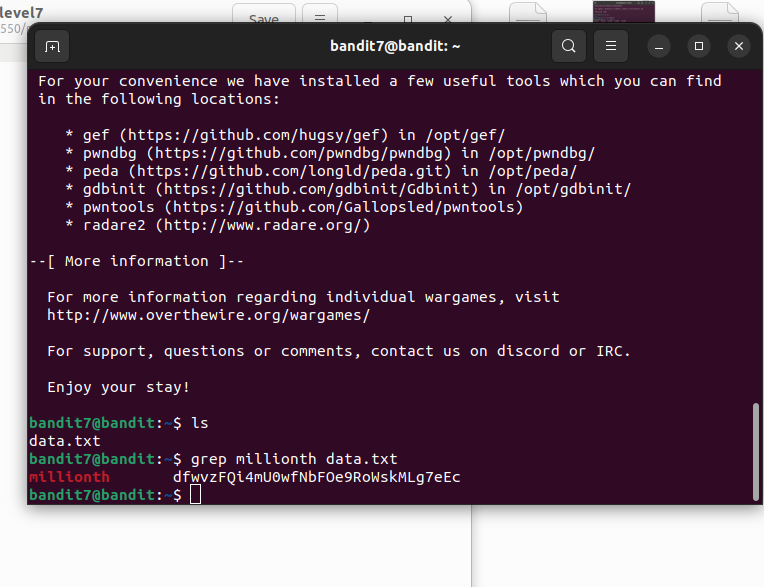 level7
550/
Save
bandit7@bandit: ~
For your convenience we have installed a few useful tools which you can find
in the following locations:
* gef (https://github.com/hugsy/gef) in /opt/gef/
* pwndbg (https://github.com/pwndbg/pwndbg) in /opt/pwndbg/
* peda (https://github.com/longld/peda.git) in /opt/peda/
* gdbinit (https://github.com/gdbinit/Gdbinit) in /opt/gdbinit/
* pwntools (https://github.com/Gallopsled/pwntools)
* radare2 (http://www.radare.org/)
--[ More information ]--
For more information regarding individual wargames, visit
http://www.overthewire.org/wargames/
For support, questions or comments, contact us on discord or IRC.
Enjoy your stay!
bandit7@bandit:~$ ls
data.txt
bandit7@bandit:~$ grep millionth data.txt
millionth       dfwvzFQi4mU0wfNbFOe9RoWskMLg7eEc
bandit7@bandit:~$